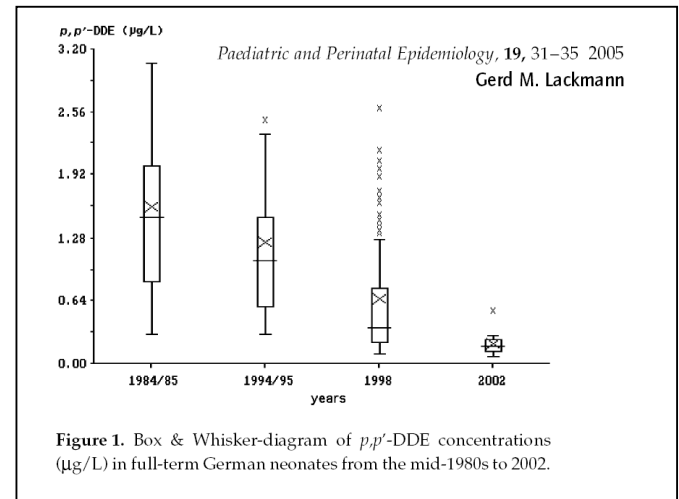 p,p'-DDE (µg/L)
Paediatric and Perinatal Epidemiology, 19, 31–35 2005
Gerd M. Lackmann
3.20
2.56
1.92
1.28
0.64
0.00
1984/85 1994/95 1998 2002
years
Figure 1. Box & Whisker-diagram of p,p′-DDE concentrations
(µg/L) in full-term German neonates from the mid-1980s to 2002.